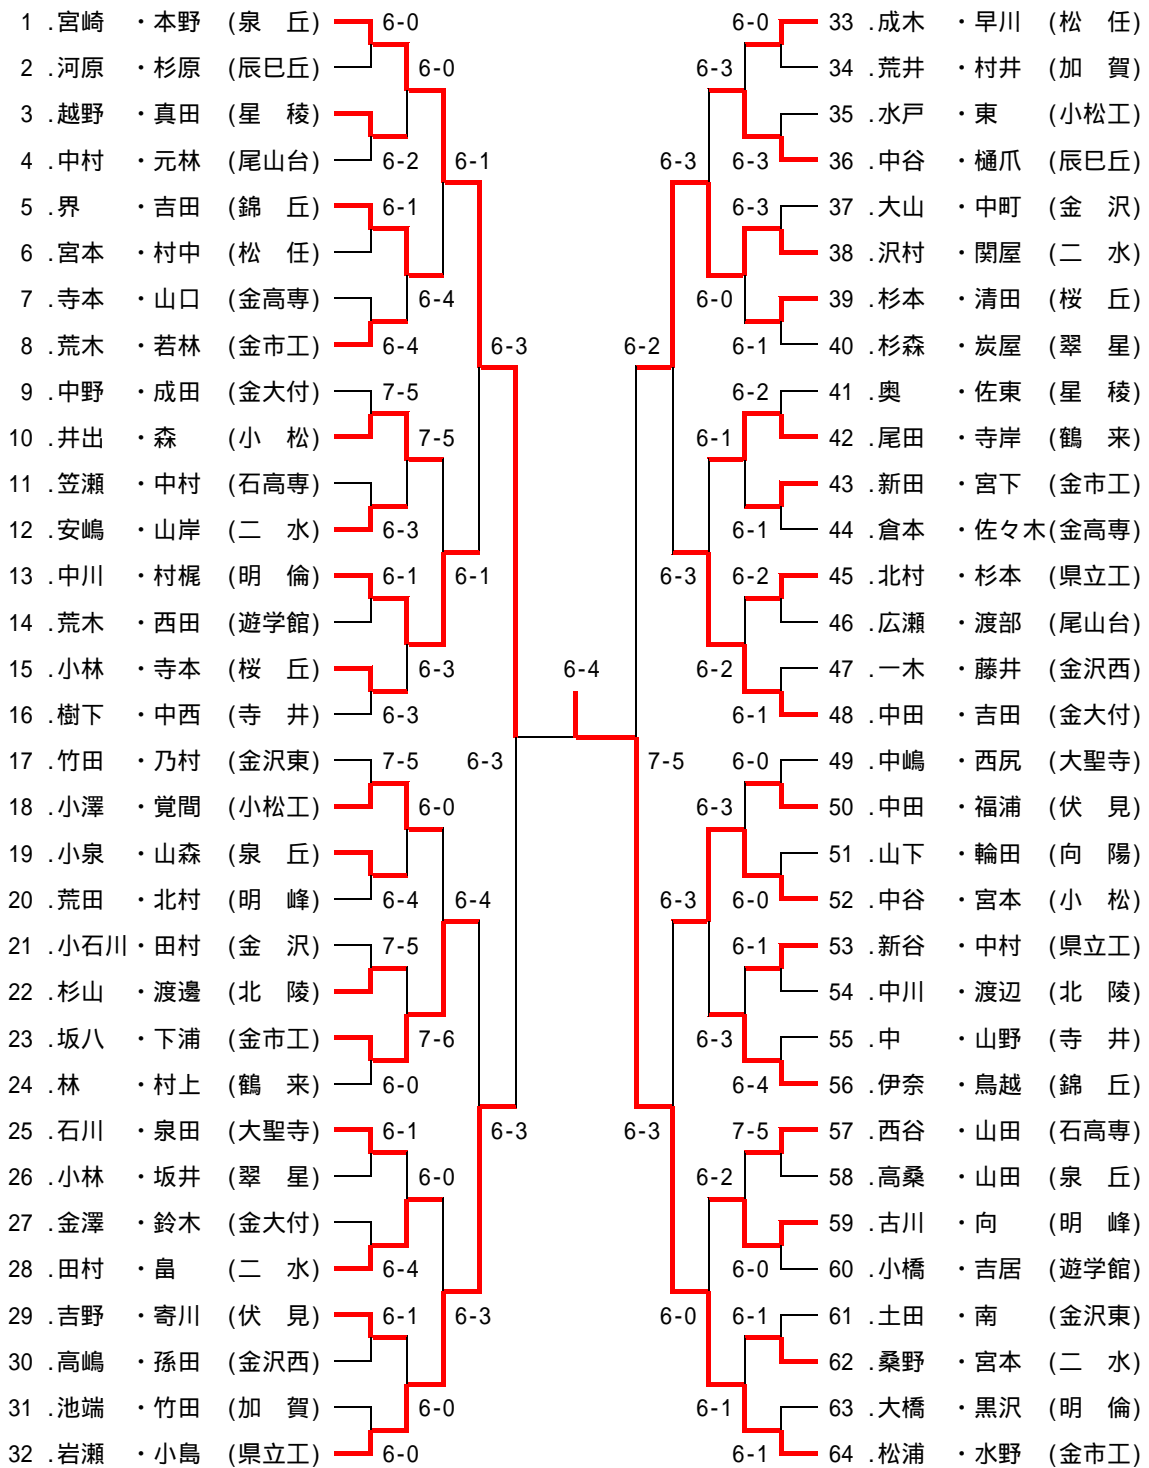 1 .宮崎 ・本野 (泉 丘) 6-0
2 .河原 ・杉原 (辰巳丘) 6-0
3 .越野 ・真田 (星 稜)
4 .中村 ・元林 (尾山台) 6-2 6-1
5 .界 ・吉田 (錦 丘) 6-1
6 .宮本 ・村中 (松 任)
7 .寺本 ・山口 (金高専) 6-4
8 .荒木 ・若林 (金市工) 6-4 6-3
9 .中野 ・成田 (金大付) 7-5
10 .井出 ・森 (小 松) 7-5
11 .笠瀬 ・中村 (石高専)
12 .安嶋 ・山岸 (二 水) 6-3
13 .中川 ・村梶 (明 倫) 6-1 6-1
14 .荒木 ・西田 (遊学館)
15 .小林 ・寺本 (桜 丘) 6-3
16 .樹下 ・中西 (寺 井) 6-3
17 .竹田 ・乃村 (金沢東) 7-5 6-3
18 .小澤 ・覚間 (小松工) 6-0
19 .小泉 ・山森 (泉 丘)
20 .荒田 ・北村 (明 峰) 6-4 6-4
21 .小石川・田村 (金 沢) 7-5
22 .杉山 ・渡邊 (北 陵)
23 .坂八 ・下浦 (金市工) 7-6
24 .林 ・村上 (鶴 来) 6-0
25 .石川 ・泉田 (大聖寺) 6-1 6-3
26 .小林 ・坂井 (翠 星) 6-0
27 .金澤 ・鈴木 (金大付)
28 .田村 ・畠 (二 水) 6-4
29 .吉野 ・寄川 (伏 見) 6-1 6-3
30 .高嶋 ・孫田 (金沢西)
31 .池端 ・竹田 (加 賀) 6-0
32 .岩瀬 ・小島 (県立工) 6-0
6-4
6-0 33 .成木 ・早川 (松 任)
6-3 34 .荒井 ・村井 (加 賀)
35 .水戸 ・東 (小松工)
6-3 6-3 36 .中谷 ・樋爪 (辰巳丘)
6-3 37 .大山 ・中町 (金 沢)
38 .沢村 ・関屋 (二 水)
6-0 39 .杉本 ・清田 (桜 丘)
6-2 6-1 40 .杉森 ・炭屋 (翠 星)
6-2 41 .奥 ・佐東 (星 稜)
6-1 42 .尾田 ・寺岸 (鶴 来)
43 .新田 ・宮下 (金市工)
6-1 44 .倉本 ・佐々木(金高専)
6-3 6-2 45 .北村 ・杉本 (県立工)
46 .広瀬 ・渡部 (尾山台)
6-2 47 .一木 ・藤井 (金沢西)
6-1 48 .中田 ・吉田 (金大付)
7-5 6-0 49 .中嶋 ・西尻 (大聖寺)
6-3 50 .中田 ・福浦 (伏 見)
51 .山下 ・輪田 (向 陽)
6-3 6-0 52 .中谷 ・宮本 (小 松)
6-1 53 .新谷 ・中村 (県立工)
54 .中川 ・渡辺 (北 陵)
6-3 55 .中 ・山野 (寺 井)
6-4 56 .伊奈 ・鳥越 (錦 丘)
6-3 7-5 57 .西谷 ・山田 (石高専)
6-2 58 .高桑 ・山田 (泉 丘)
59 .古川 ・向 (明 峰)
6-0 60 .小橋 ・吉居 (遊学館)
6-0 6-1 61 .土田 ・南 (金沢東)
62 .桑野 ・宮本 (二 水)
6-1 63 .大橋 ・黒沢 (明 倫)
6-1 64 .松浦 ・水野 (金市工)